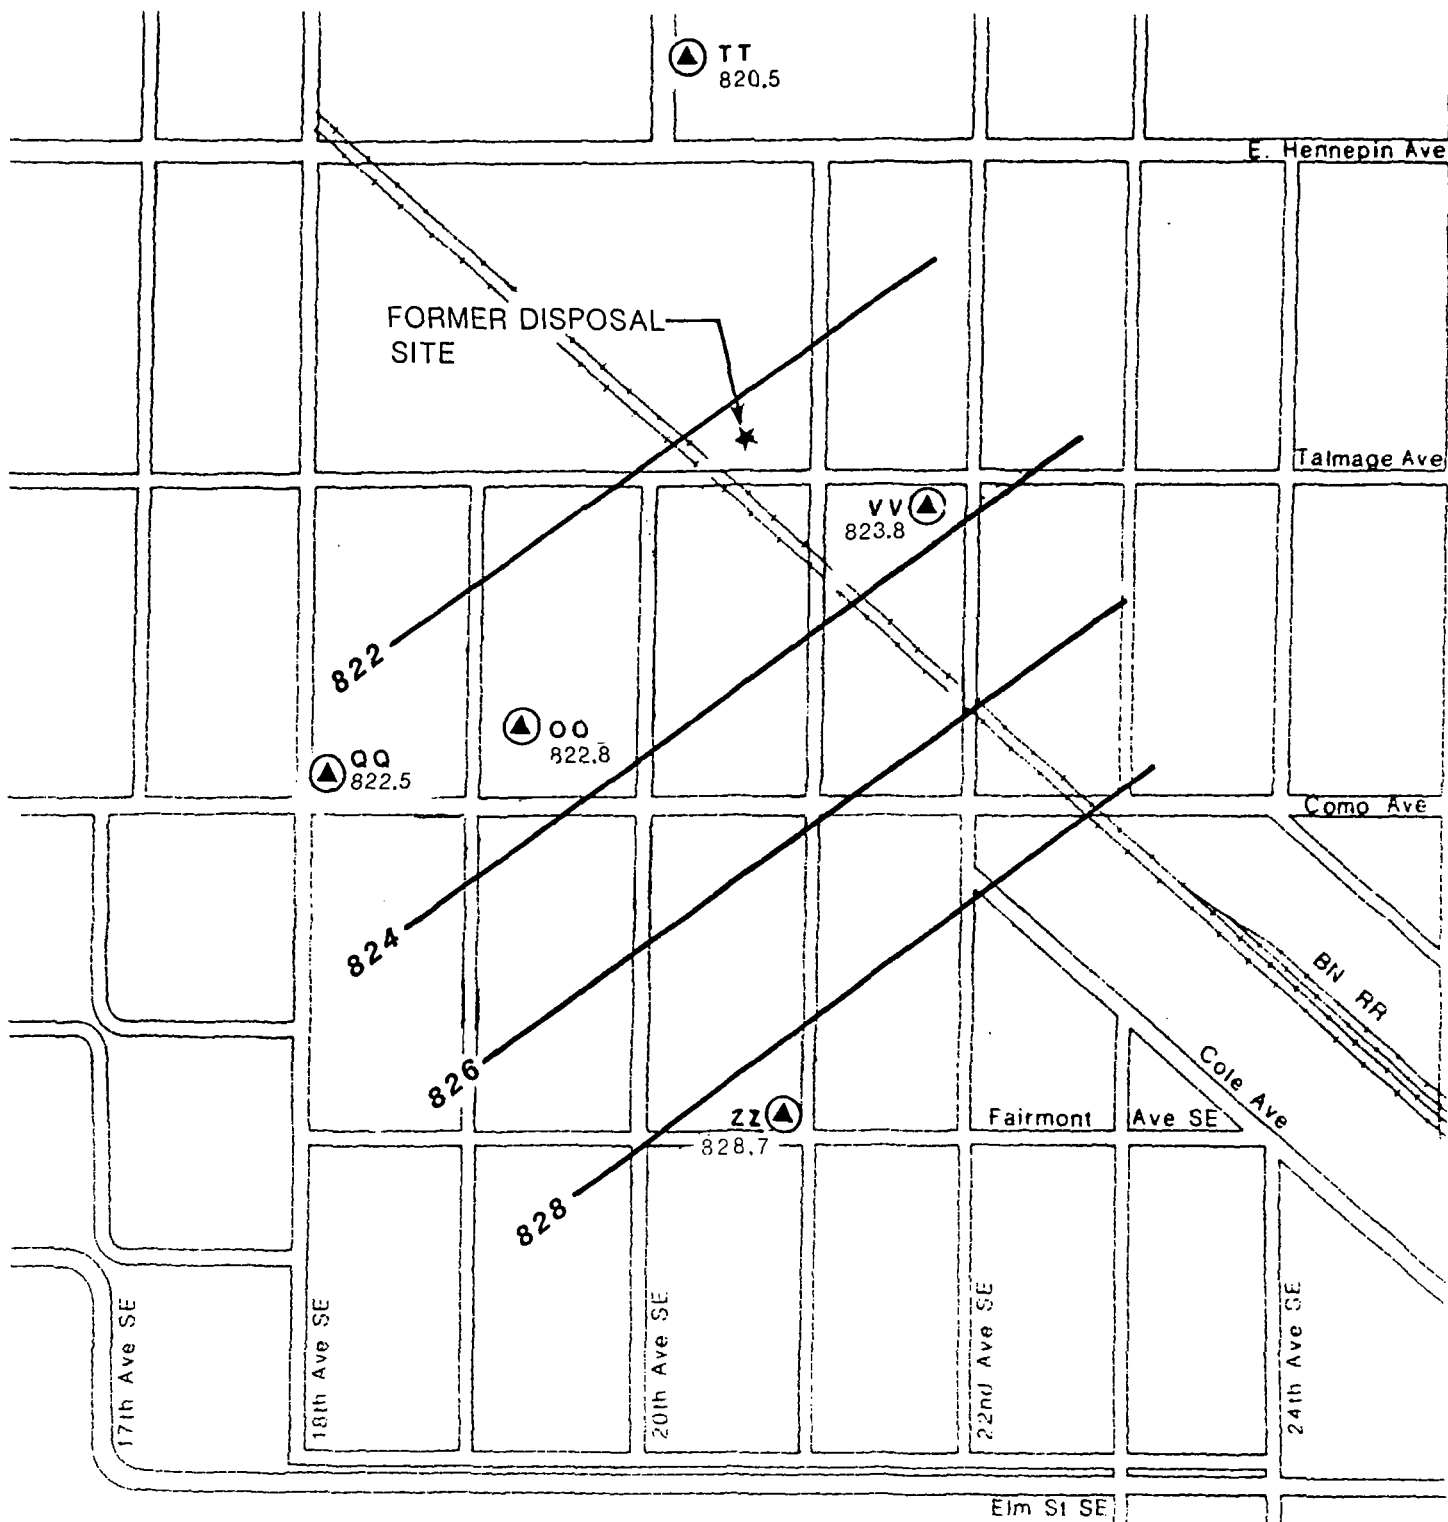 TT
820.5
E. Hennepin Ave
FORMER DISPOSAL
SITE
Talmage Ave
VV
823.8
822
OO
822.8
QQ
822.5
Como Ave
824
BN RR
826
Cole Ave
ZZ
828.7
Fairmont Ave SE
828
17th Ave SE
18th Ave SE
20th Ave SE
22nd Ave SE
24th Ave SE
Elm St SE